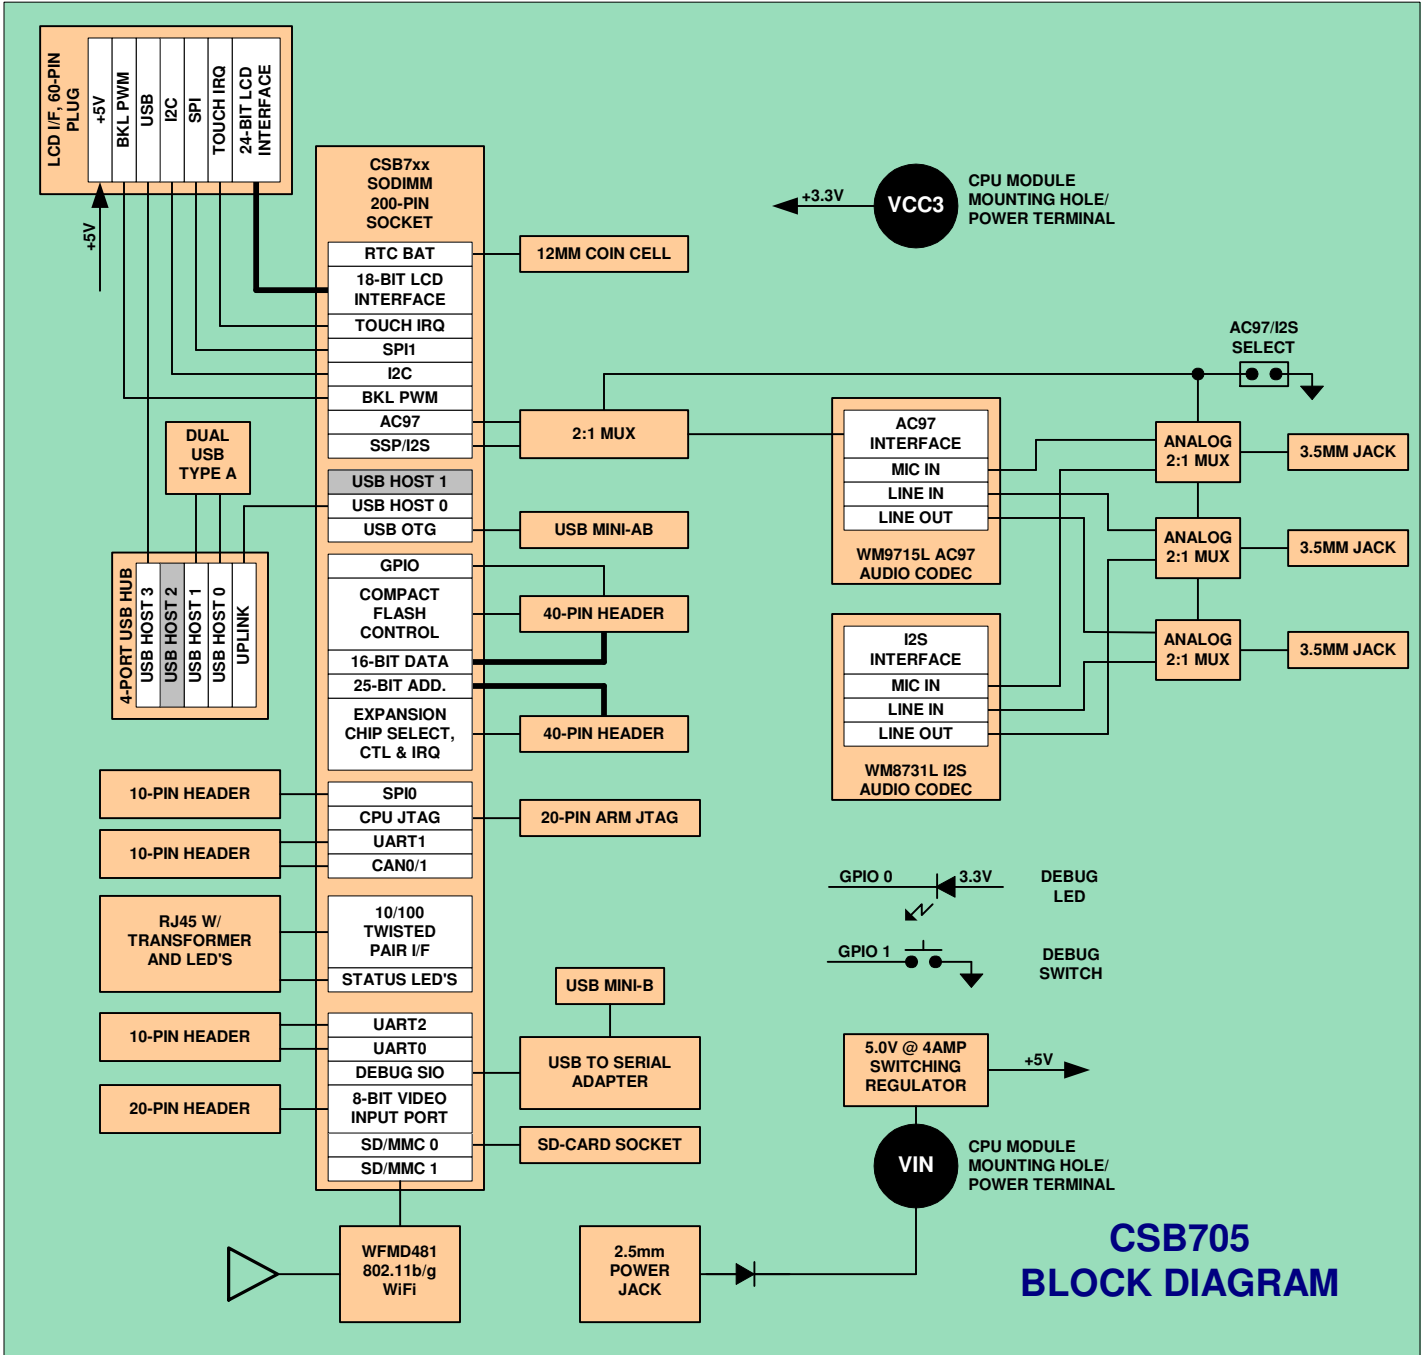 LCD I/F, 60-PIN
PLUG
+5V
BKL PWM
USB
I2C
SPI
TOUCH IRQ
24-BIT LCD
INTERFACE
+5V
CSB7xx
SODIMM
200-PIN
SOCKET
RTC BAT
18-BIT LCD
INTERFACE
TOUCH IRQ
SPI1
I2C
BKL PWM
AC97
SSP/I2S
USB HOST 1
USB HOST 0
USB OTG
GPIO
COMPACT
FLASH
CONTROL
16-BIT DATA
25-BIT ADD.
EXPANSION
CHIP SELECT,
CTL & IRQ
SPI0
CPU JTAG
UART1
CAN0/1
10/100
TWISTED
PAIR I/F
STATUS LED'S
UART2
UART0
DEBUG SIO
8-BIT VIDEO
INPUT PORT
SD/MMC 0
SD/MMC 1
12MM COIN CELL
+3.3V
VCC3
CPU MODULE
MOUNTING HOLE/
POWER TERMINAL
AC97/I2S
SELECT
2:1 MUX
AC97
INTERFACE
MIC IN
LINE IN
LINE OUT
WM9715L AC97
AUDIO CODEC
ANALOG
2:1 MUX
3.5MM JACK
ANALOG
2:1 MUX
3.5MM JACK
ANALOG
2:1 MUX
3.5MM JACK
I2S
INTERFACE
MIC IN
LINE IN
LINE OUT
WM8731L I2S
AUDIO CODEC
DUAL
USB
TYPE A
4-PORT USB HUB
USB HOST 3
USB HOST 2
USB HOST 1
USB HOST 0
UPLINK
USB MINI-AB
40-PIN HEADER
40-PIN HEADER
10-PIN HEADER
20-PIN ARM JTAG
10-PIN HEADER
RJ45 W/
TRANSFORMER
AND LED'S
10-PIN HEADER
20-PIN HEADER
USB MINI-B
USB TO SERIAL
ADAPTER
SD-CARD SOCKET
GPIO 0
3.3V
DEBUG
LED
GPIO 1
DEBUG
SWITCH
5.0V @ 4AMP
SWITCHING
REGULATOR
+5V
VIN
CPU MODULE
MOUNTING HOLE/
POWER TERMINAL
WFMD481
802.11b/g
WiFi
2.5mm
POWER
JACK
CSB705
BLOCK DIAGRAM